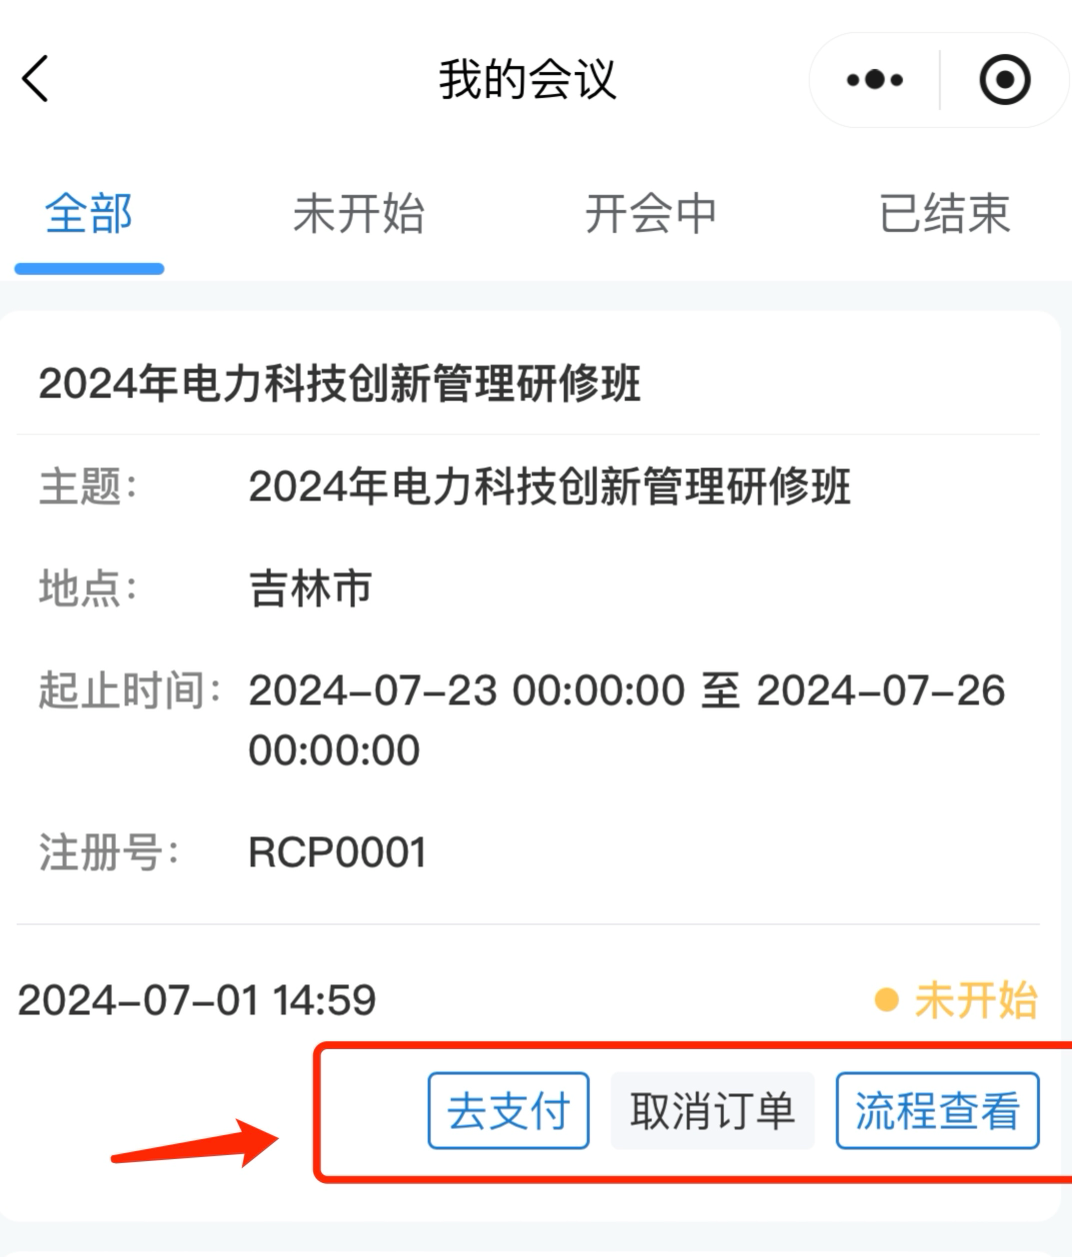 我的会议
全部 未开始 开会中 已结束
2024年电力科技创新管理研修班
主题： 2024年电力科技创新管理研修班
地点： 吉林市
起止时间： 2024-07-23 00:00:00 至 2024-07-26
00:00:00
注册号： RCP0001
2024-07-01 14:59 未开始
去支付 取消订单 流程查看